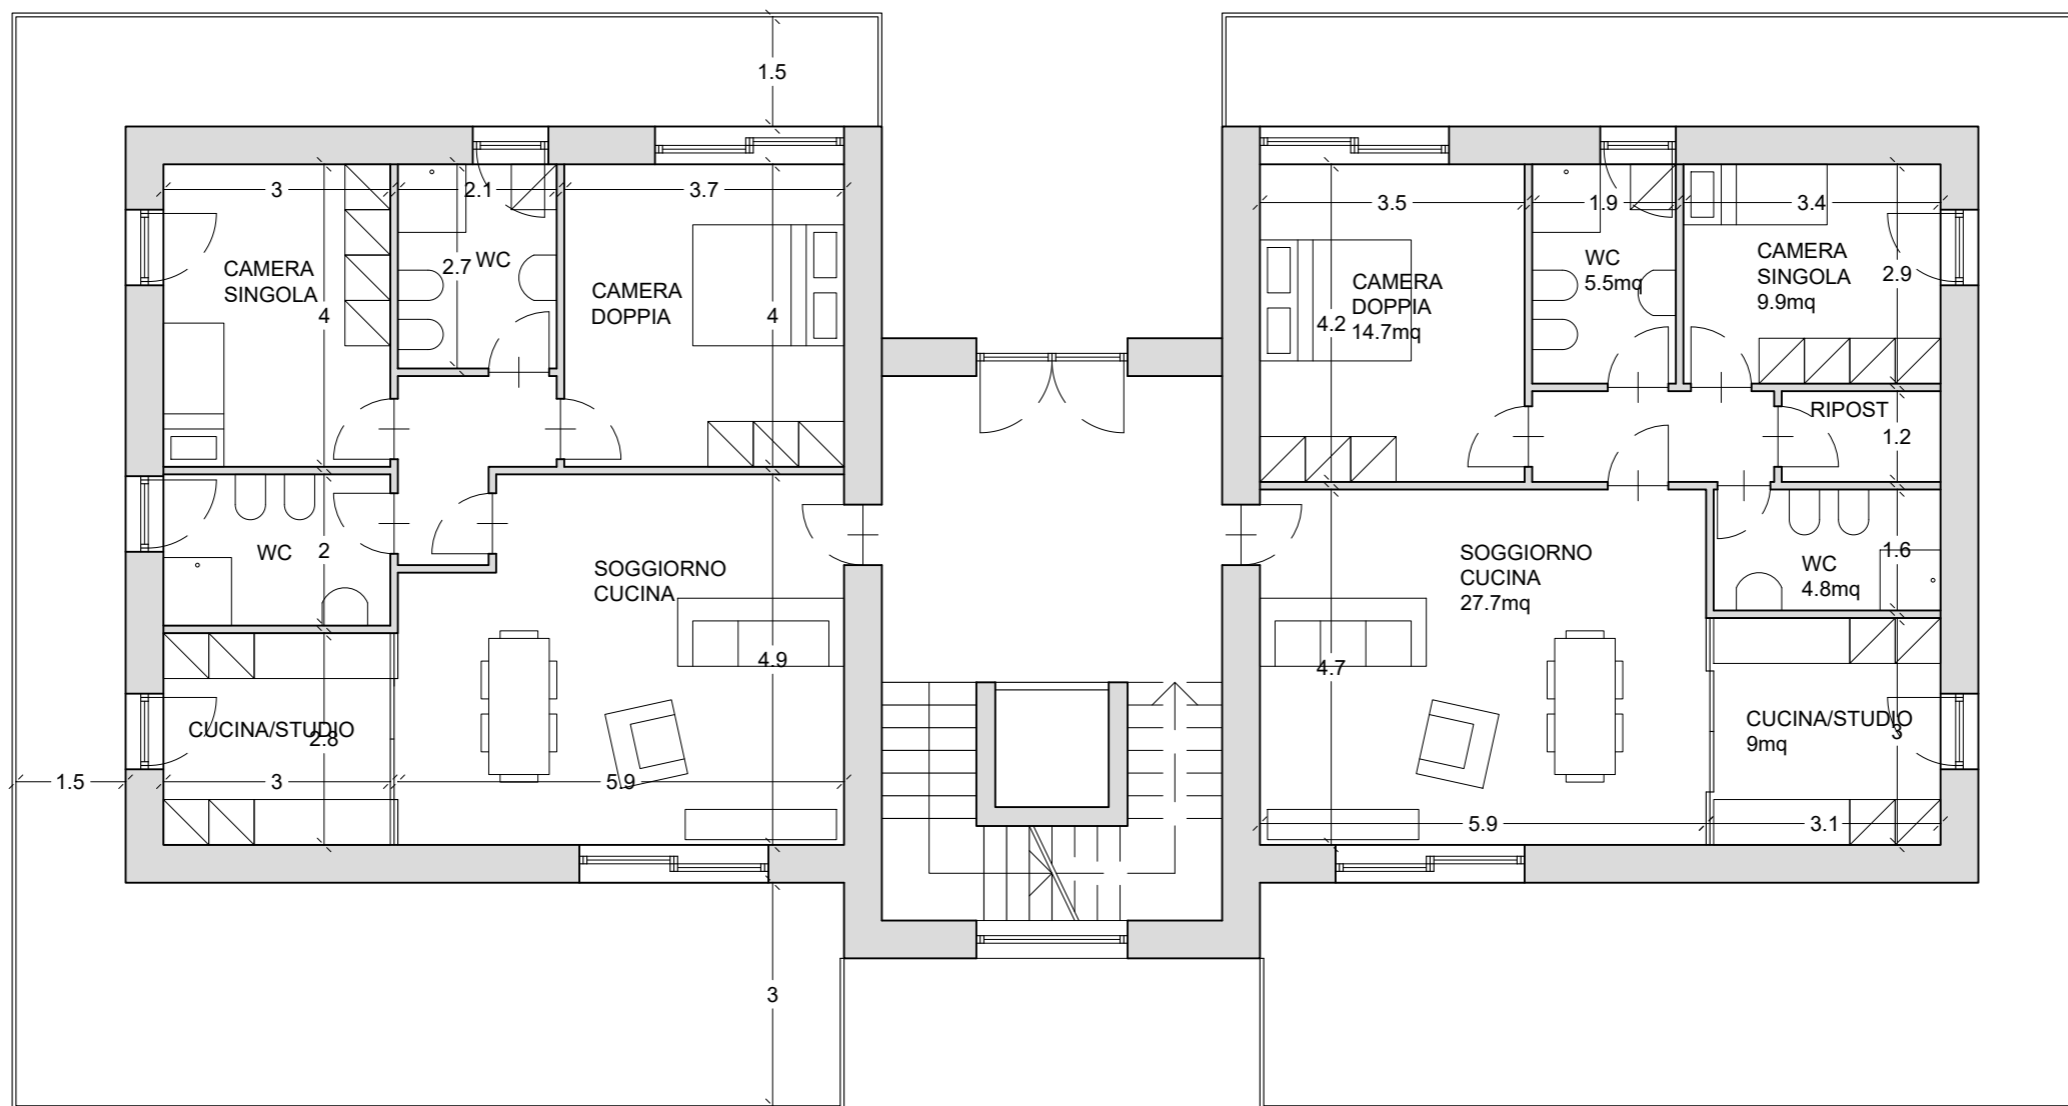 1.5
3
2.1
3.7
3.5
1.9
3.4
CAMERA
SINGOLA
4
2.7
WC
CAMERA
DOPPIA
4
CAMERA
DOPPIA
14.7mq
4.2
WC
5.5mq
CAMERA
SINGOLA
9.9mq
2.9
RIPOST
1.2
WC
2
SOGGIORNO
CUCINA
4.9
SOGGIORNO
CUCINA
27.7mq
4.7
WC
4.8mq
1.6
CUCINA/STUDIO
2.8
CUCINA/STUDIO
9mq
3
1.5
3
5.9
5.9
3.1
3